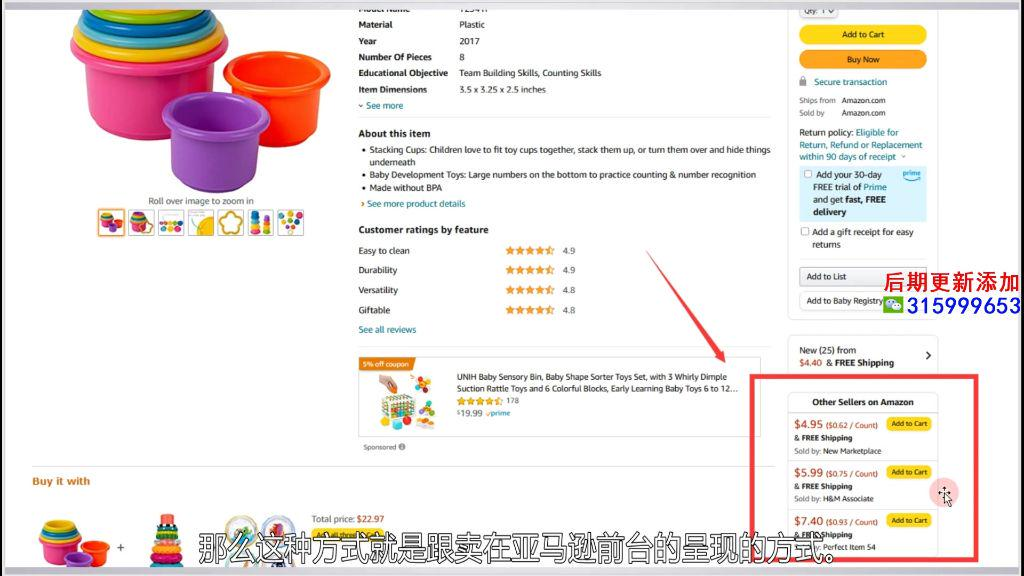 Material Plastic
Year 2017
Number Of Pieces 8
Educational Objective Team Building Skills, Counting Skills
Item Dimensions 3.5 x 3.25 x 2.5 inches
See more
About this item
• Stacking Cups: Children love to fit toy cups together, stack them up, or turn them over and hide things
underneath
• Baby Development Toys: Large numbers on the bottom to practice counting & number recognition
• Made without BPA
› See more product details
Roll over image to zoom in
Customer ratings by feature
Easy to clean 4.9
Durability 4.9
Versatility 4.8
Giftable 4.8
See all reviews
5% off coupon
UNIH Baby Sensory Bin, Baby Shape Sorter Toys Set, with 3 Whirly Dimple
Suction Rattle Toys and 6 Colorful Blocks, Early Learning Baby Toys 6 to 12...
178
$19.99 prime
Sponsored
Buy it with
+
Total price: $22.97
Qty: 1
Add to Cart
Buy Now
Secure transaction
Ships from Amazon.com
Sold by Amazon.com
Return policy: Eligible for
Return, Refund or Replacement
within 90 days of receipt
Add your 30-day prime
FREE trial of Prime
and get fast, FREE
delivery
Add a gift receipt for easy
returns
Add to List
Add to Baby Registry
后期更新添加
315999653
New (25) from
$4.40 & FREE Shipping
Other Sellers on Amazon
$4.95 ($0.62 / Count) Add to Cart
& FREE Shipping
Sold by: New Marketplace
$5.99 ($0.75 / Count) Add to Cart
& FREE Shipping
Sold by: H&M Associate
$7.40 ($0.93 / Count) Add to Cart
& FREE Shipping
Perfect Item 54
那么这种方式就是跟卖在亚马逊前台的呈现的方式。